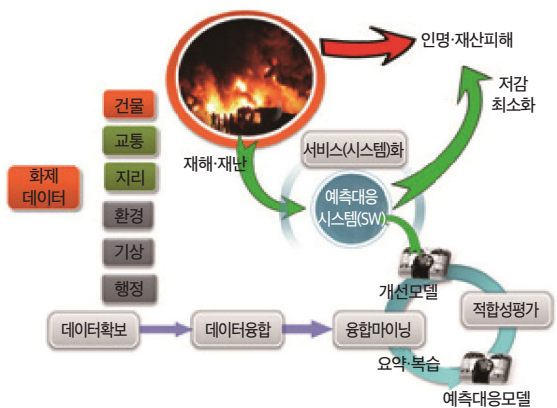 인명·재산피해
저감
최소화
건물
교통
지리
환경
기상
행정
화제
데이터
재해·재난
서비스(시스템)화
예측대응
시스템(SW)
개선모델
적합성평가
데이터확보
데이터융합
융합마이닝
요약·복습
예측대응모델